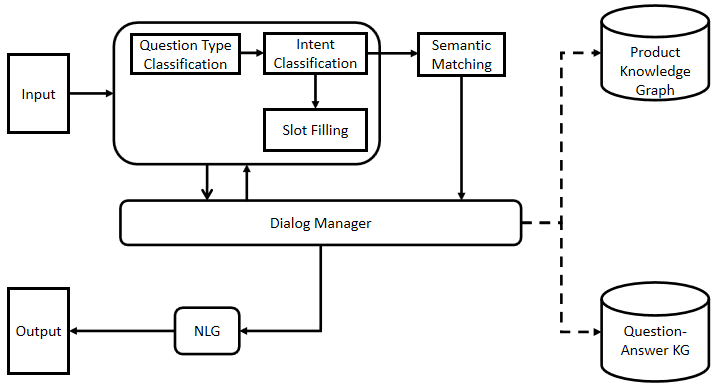 Question Type
Classification
Intent
Classification
Semantic
Matching
Product
Knowledge
Graph
Input
Slot Filling
Dialog Manager
Output
NLG
Question-
Answer KG